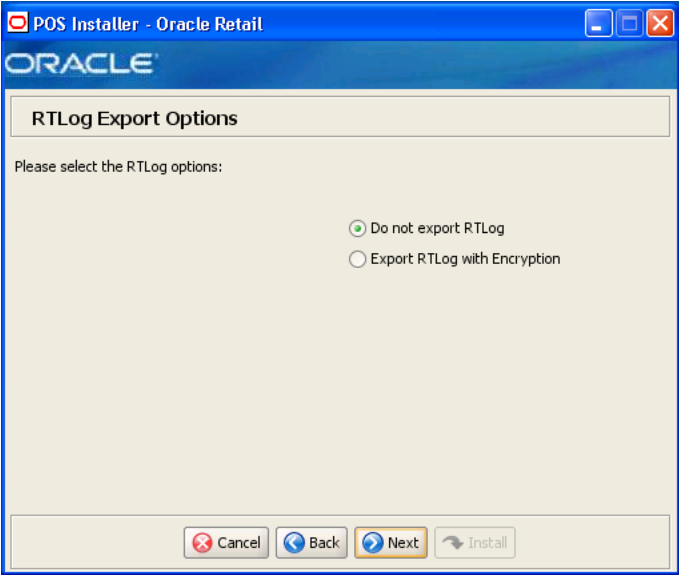 POS Installer - Oracle Retail
ORACLE
RTLog Export Options
Please select the RTLog options:
Do not export RTLog
Export RTLog with Encryption
Cancel Back Next Install